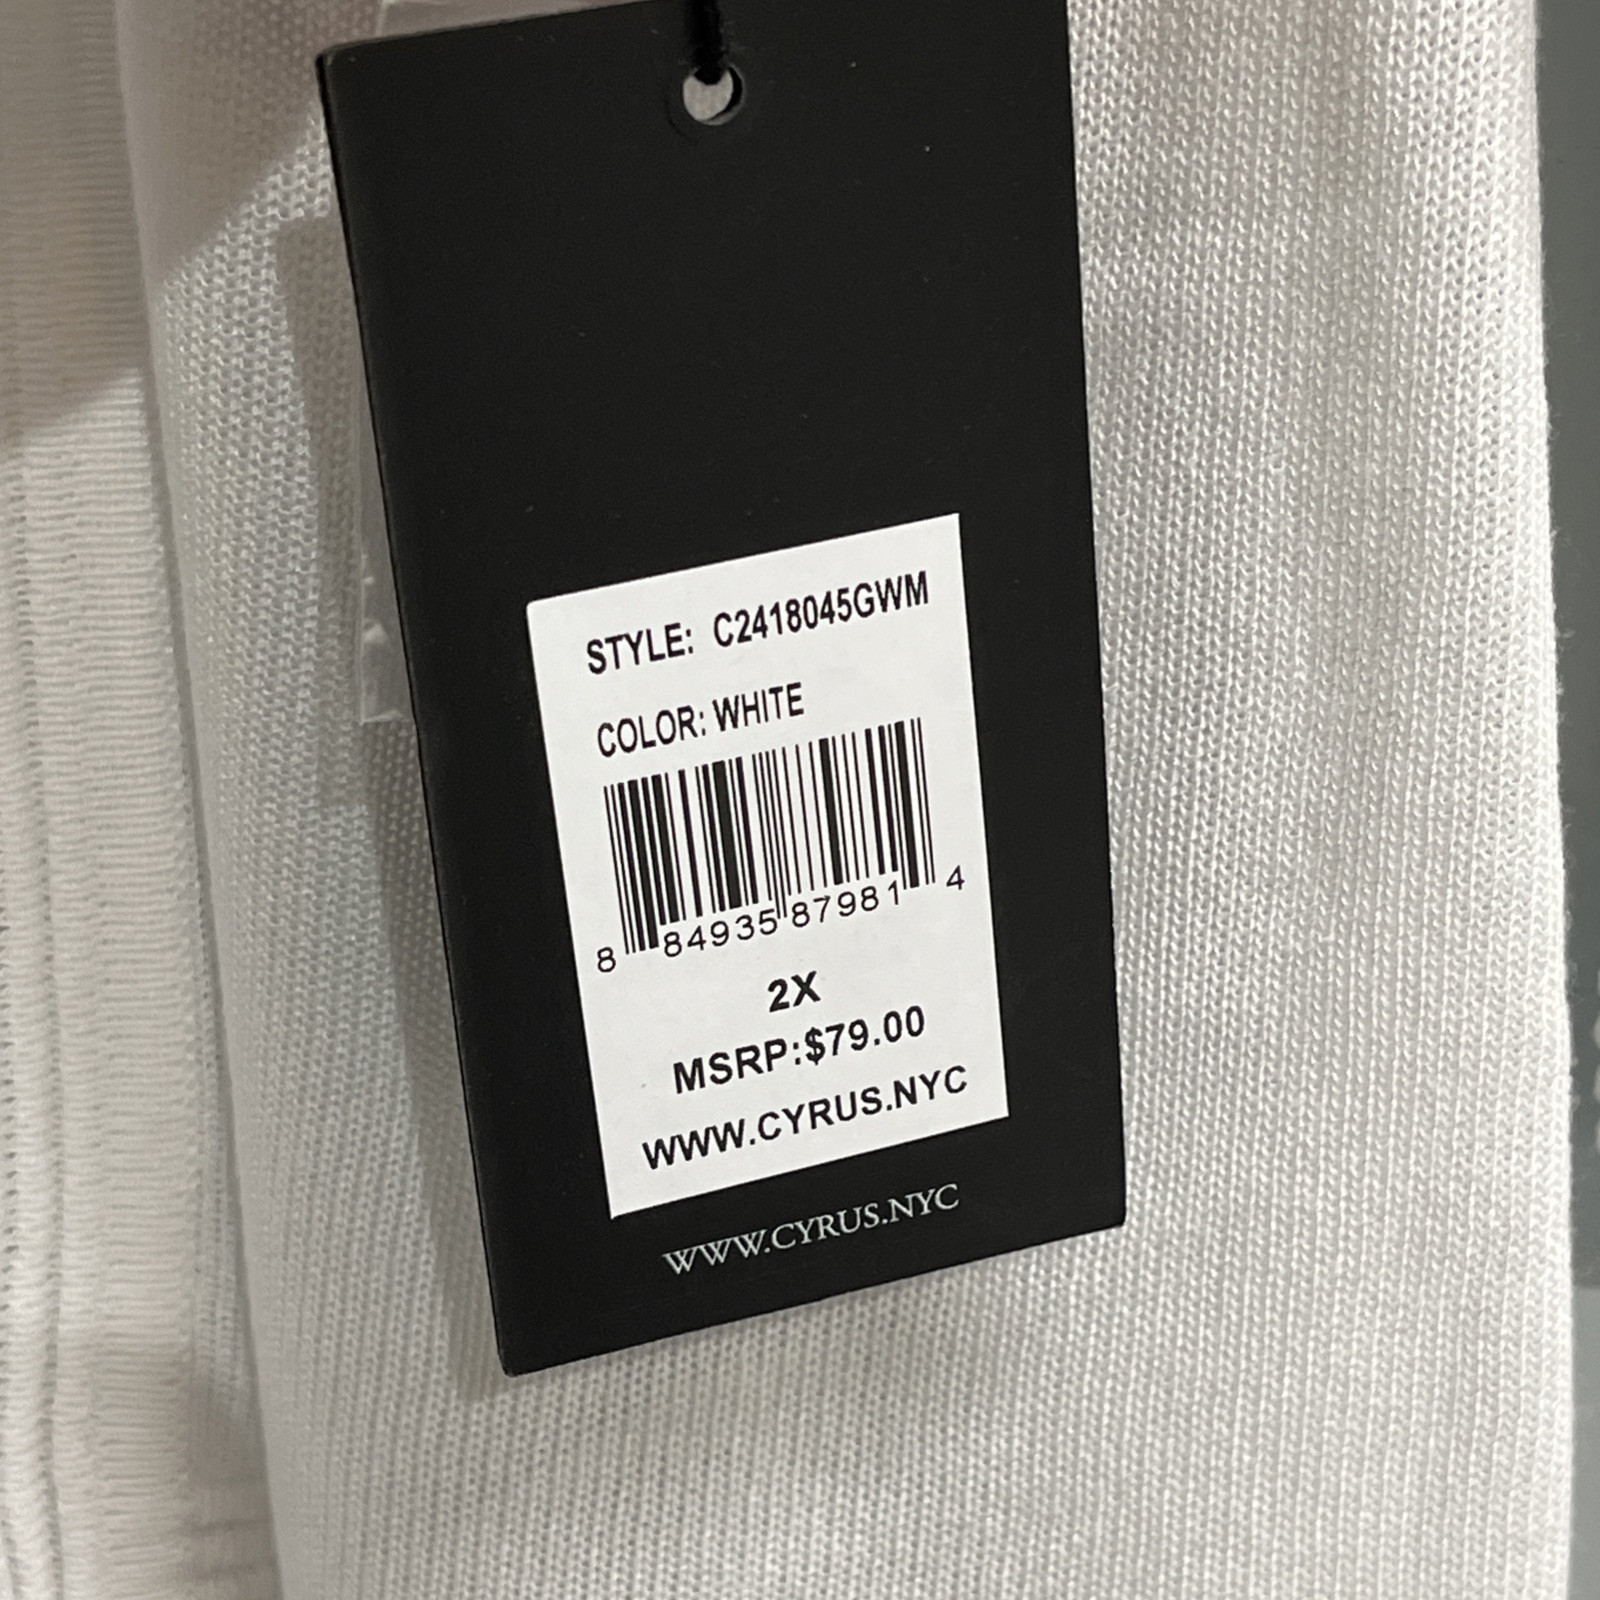 STYLE: C2418045GWM
COLOR: WHITE
8 84935 87981 4
2X
MSRP:$79.00
WWW.CYRUS.NYC
WWW.CYRUS.NYC